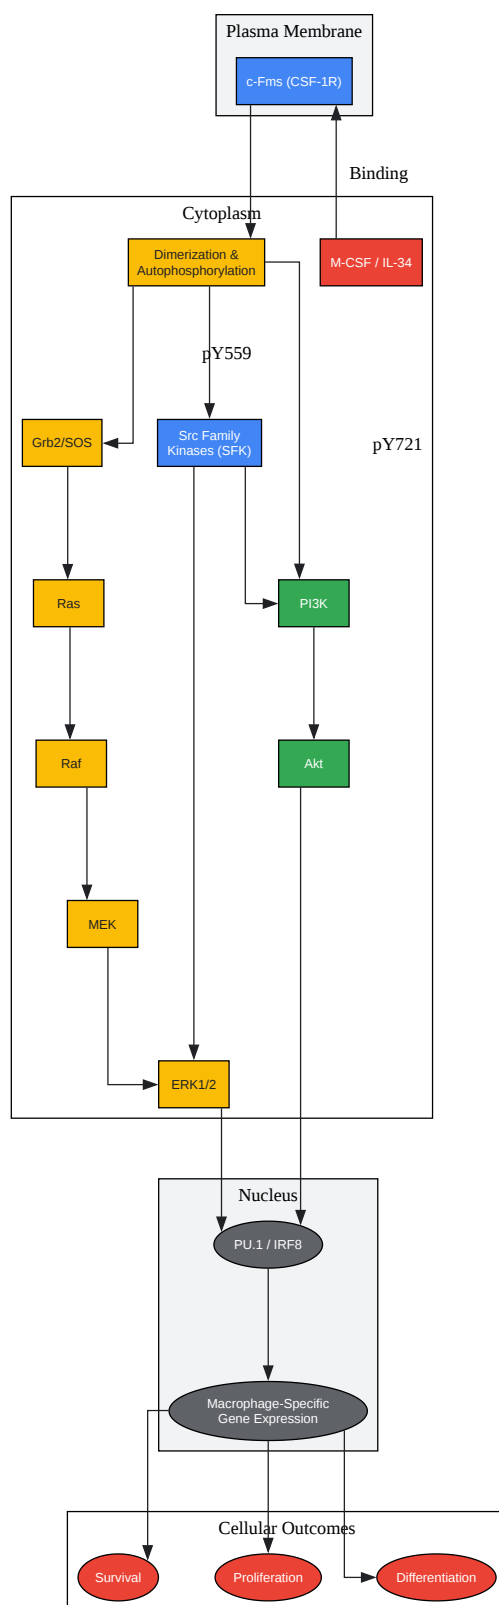 Plasma Membrane
c-Fms (CSF-1R)
Binding
Cytoplasm
Dimerization &
Autophosphorylation
M-CSF / IL-34
pY559
Grb2/SOS
Src Family
Kinases (SFK)
pY721
Ras
PI3K
Raf
Akt
MEK
ERK1/2
Nucleus
PU.1 / IRF8
Macrophage-Specific
Gene Expression
Cellular Outcomes
Survival
Proliferation
Differentiation